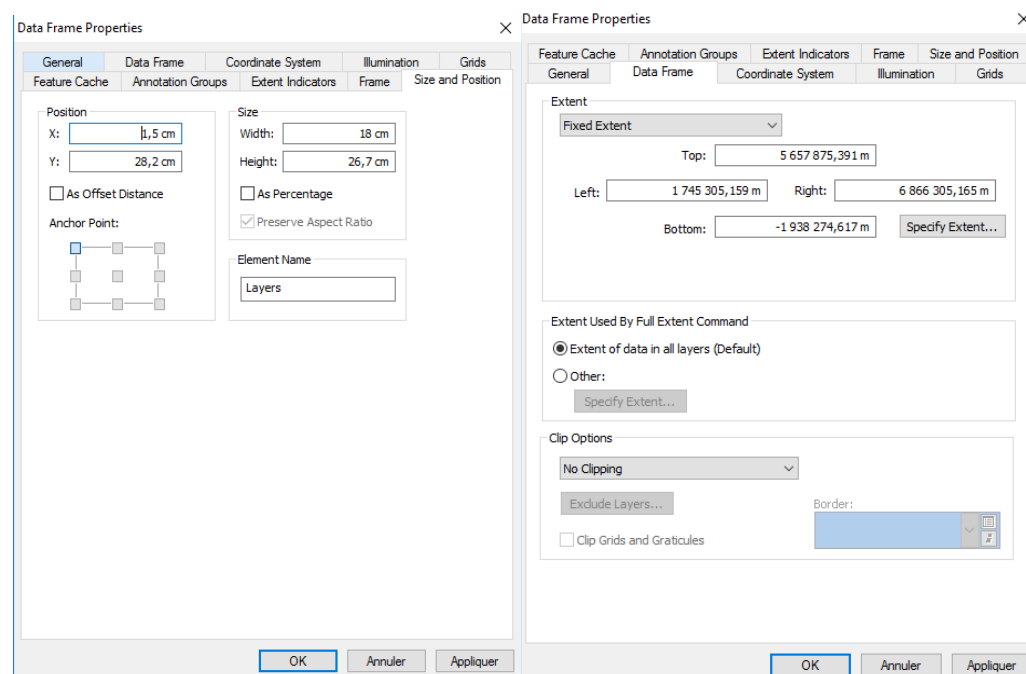 Data Frame Properties
General Data Frame Coordinate System Illumination Grids
Feature Cache Annotation Groups Extent Indicators Frame Size and Position
Position
X: 1,5 cm
Y: 28,2 cm
As Offset Distance
Anchor Point:
Size
Width: 18 cm
Height: 26,7 cm
As Percentage
Preserve Aspect Ratio
Element Name
Layers
OK Annuler Appliquer
Data Frame Properties
Feature Cache Annotation Groups Extent Indicators Frame Size and Position
General Data Frame Coordinate System Illumination Grids
Extent
Fixed Extent
Top: 5 657 875,391 m
Left: 1 745 305,159 m Right: 6 866 305,165 m
Bottom: -1 938 274,617 m Specify Extent...
Extent Used By Full Extent Command
Extent of data in all layers (Default)
Other:
Specify Extent...
Clip Options
No Clipping
Exclude Layers... Border:
Clip Grids and Graticules
OK Annuler Appliquer